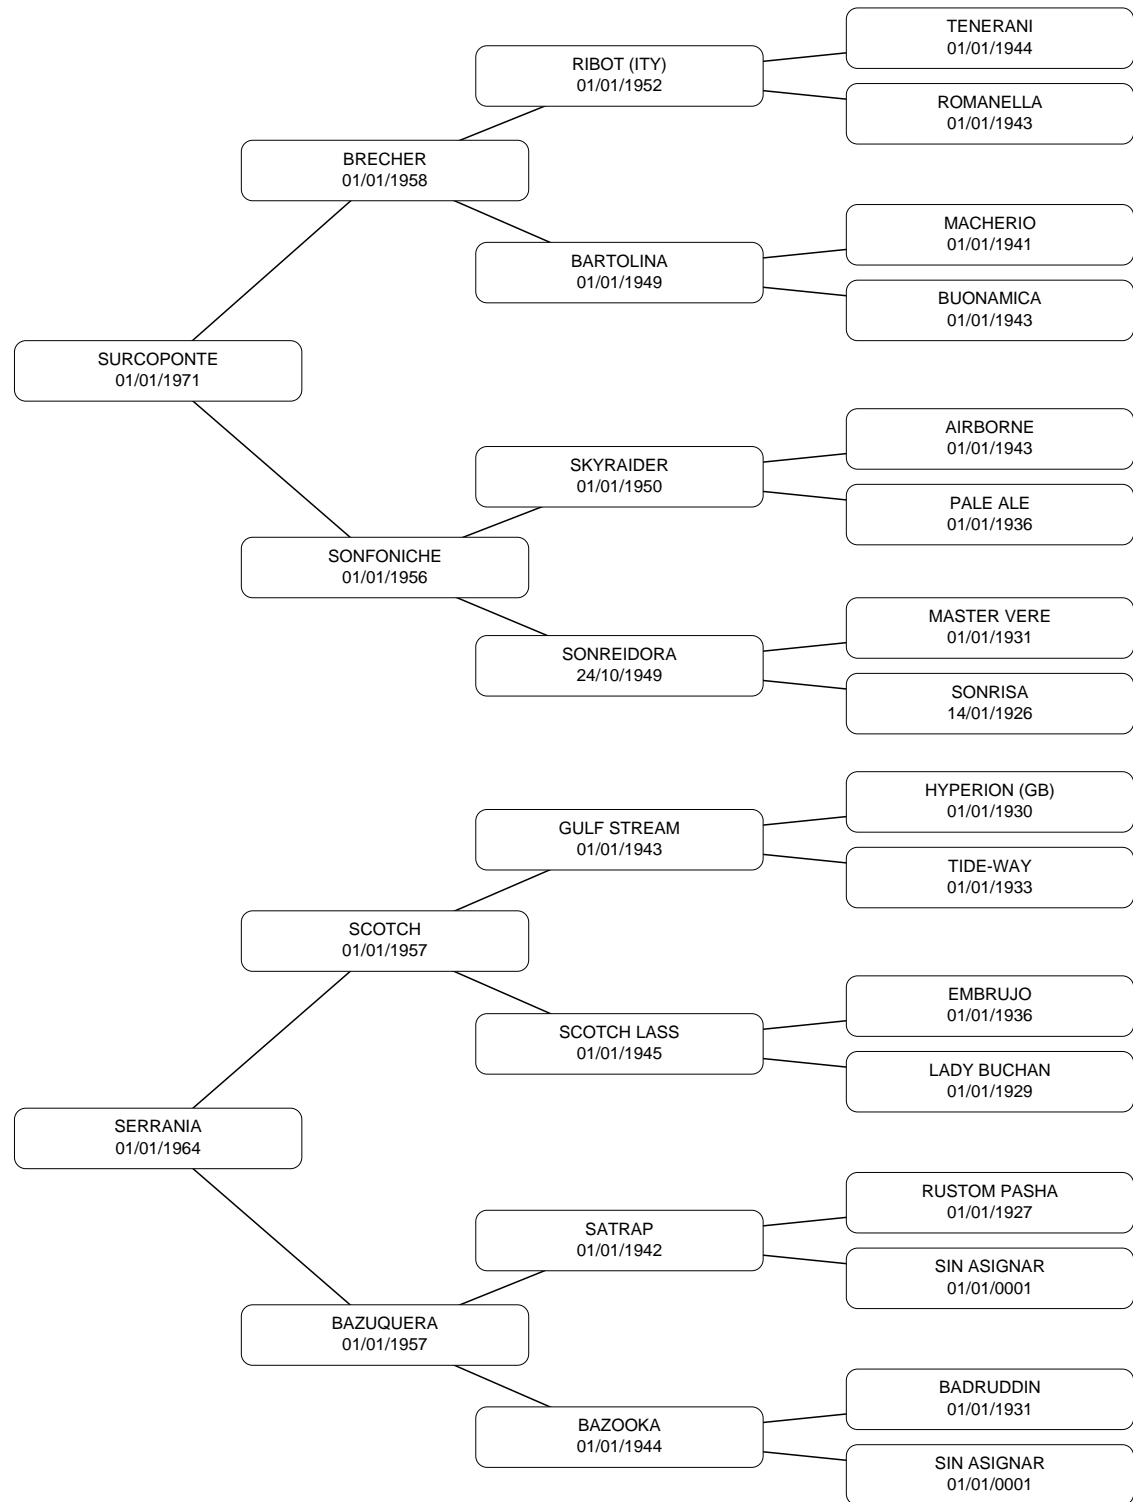 TENERANI
01/01/1944
RIBOT (ITY)
01/01/1952
ROMANELLA
01/01/1943
BRECHER
01/01/1958
MACHERIO
01/01/1941
BARTOLINA
01/01/1949
BUONAMICA
01/01/1943
SURCOPONTE
01/01/1971
AIRBORNE
01/01/1943
SKYRAIDER
01/01/1950
PALE ALE
01/01/1936
SONFONICHE
01/01/1956
MASTER VERE
01/01/1931
SONREIDORA
24/10/1949
SONRISA
14/01/1926
HYPERION (GB)
01/01/1930
GULF STREAM
01/01/1943
TIDE-WAY
01/01/1933
SCOTCH
01/01/1957
EMBRUJO
01/01/1936
SCOTCH LASS
01/01/1945
LADY BUCHAN
01/01/1929
SERRANIA
01/01/1964
RUSTOM PASHA
01/01/1927
SATRAP
01/01/1942
SIN ASIGNAR
01/01/0001
BAZUQUERA
01/01/1957
BADRUDDIN
01/01/1931
BAZOOKA
01/01/1944
SIN ASIGNAR
01/01/0001